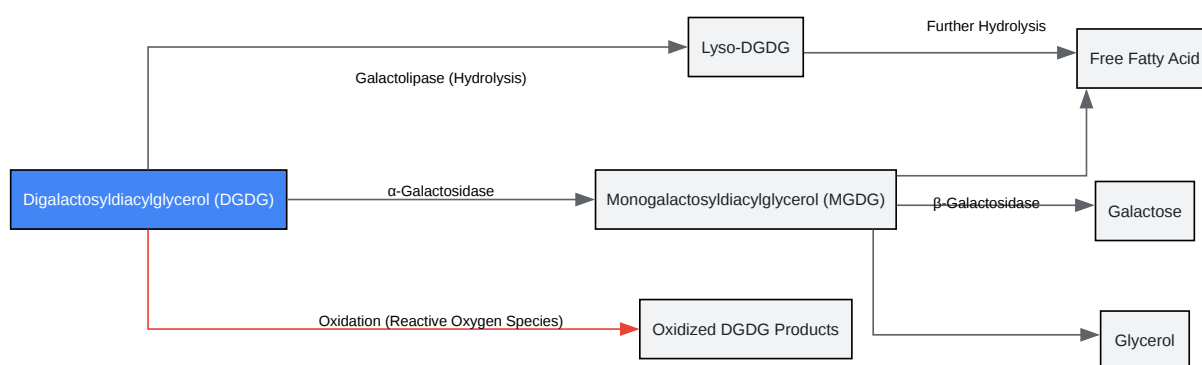 Further Hydrolysis
Lyso-DGDG
Free Fatty Acid
Galactolipase (Hydrolysis)
Digalactosyldiacylglycerol (DGDG)
α-Galactosidase
Monogalactosyldiacylglycerol (MGDG)
β-Galactosidase
Galactose
Oxidation (Reactive Oxygen Species)
Oxidized DGDG Products
Glycerol